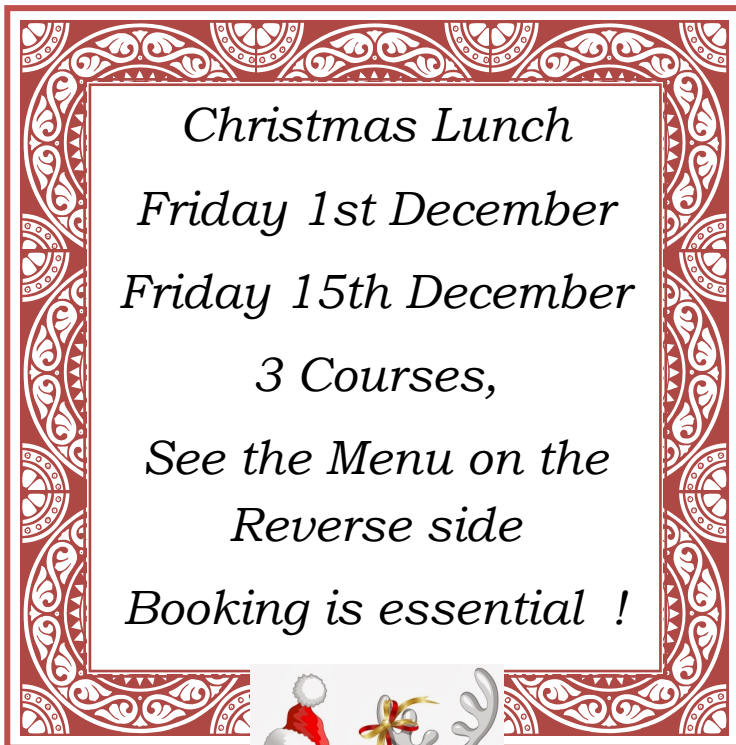 Christmas Lunch
Friday 1st December
Friday 15th December
3 Courses,
See the Menu on the
Reverse side
Booking is essential  !